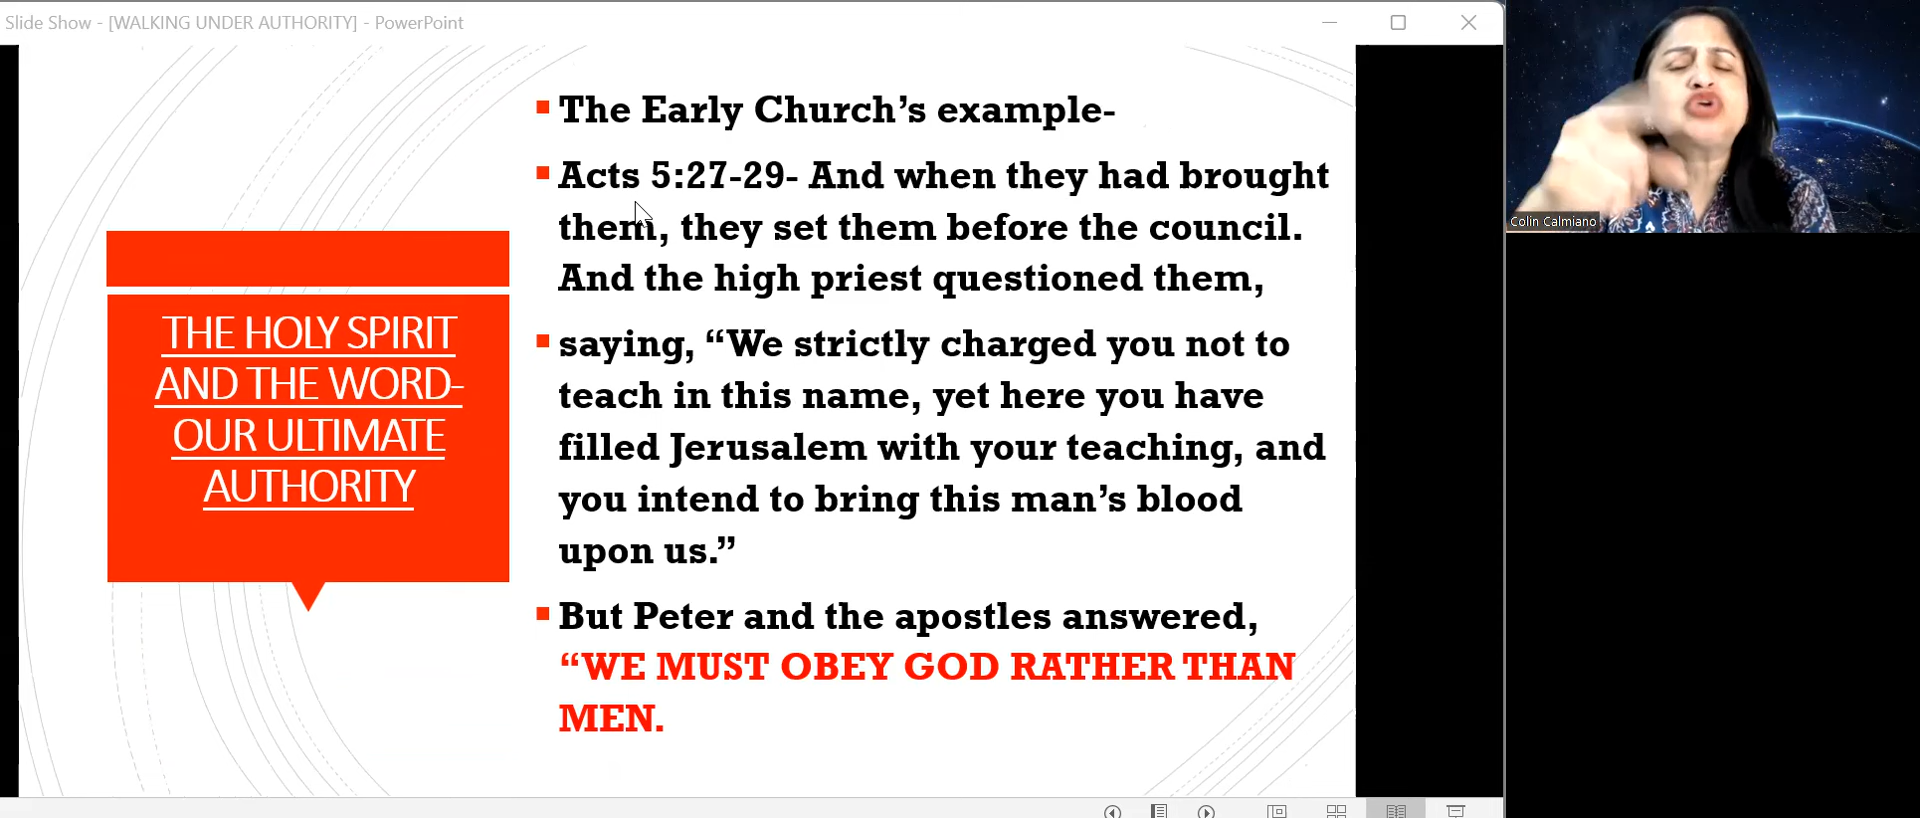 Slide Show - [WALKING UNDER AUTHORITY] - PowerPoint
THE HOLY SPIRIT
AND THE WORD-
OUR ULTIMATE
AUTHORITY
The Early Church’s example-
Acts 5:27-29- And when they had brought
them, they set them before the council.
And the high priest questioned them,
saying, “We strictly charged you not to
teach in this name, yet here you have
filled Jerusalem with your teaching, and
you intend to bring this man’s blood
upon us.”
But Peter and the apostles answered,
“WE MUST OBEY GOD RATHER THAN
MEN.
Colin Calmiano